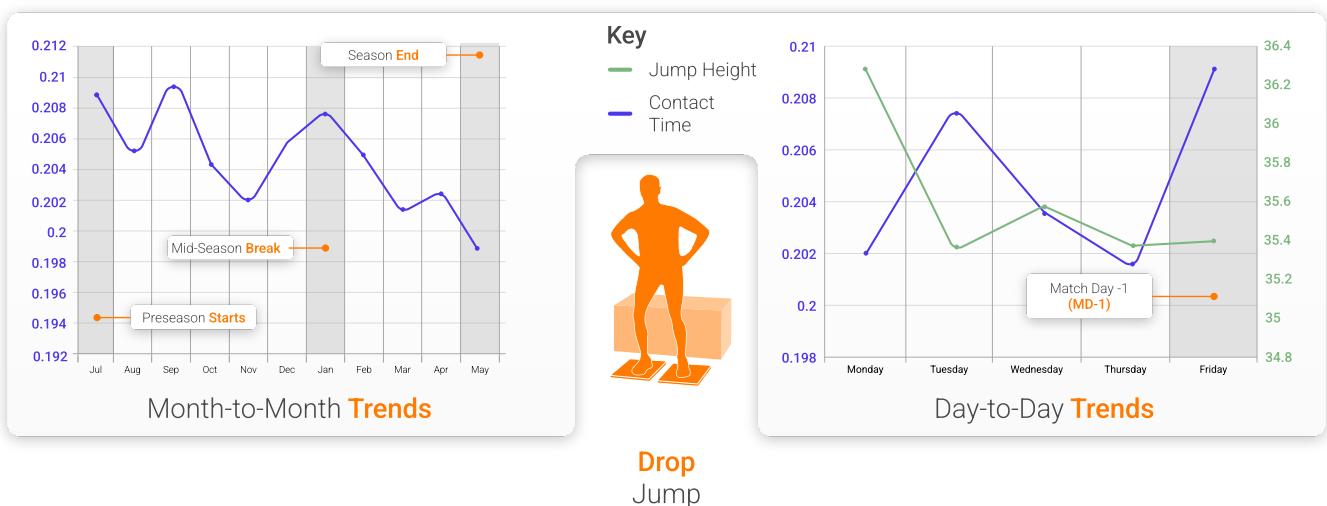 0.212
0.21
0.208
0.206
0.204
0.202
0.2
0.198
0.196
0.194
0.192
Season End
Mid-Season Break
Preseason Starts
Jul Aug Sep Oct Nov Dec Jan Feb Mar Apr May
Month-to-Month Trends
Key
Jump Height
Contact
Time
Drop
Jump
0.21
0.208
0.206
0.204
0.202
0.2
0.198
36.4
36.2
36
35.8
35.6
35.4
35.2
35
34.8
Match Day -1
(MD-1)
Monday Tuesday Wednesday Thursday Friday
Day-to-Day Trends